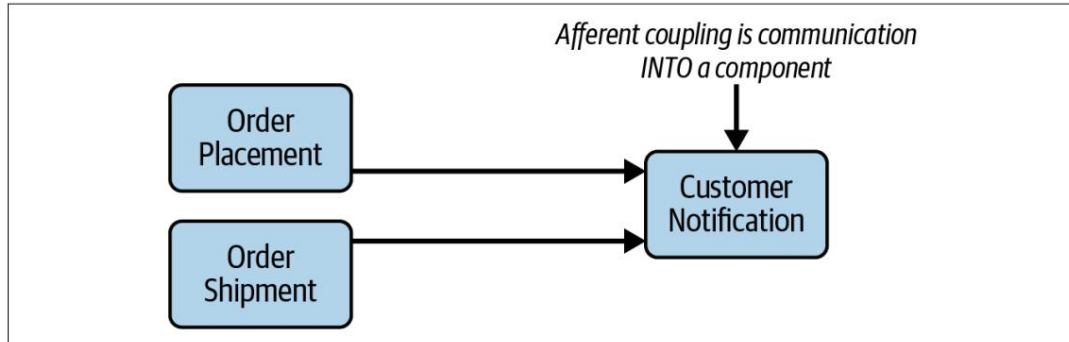 Afferent coupling is communication
INTO a component
Order
Placement
Customer
Notification
Order
Shipment